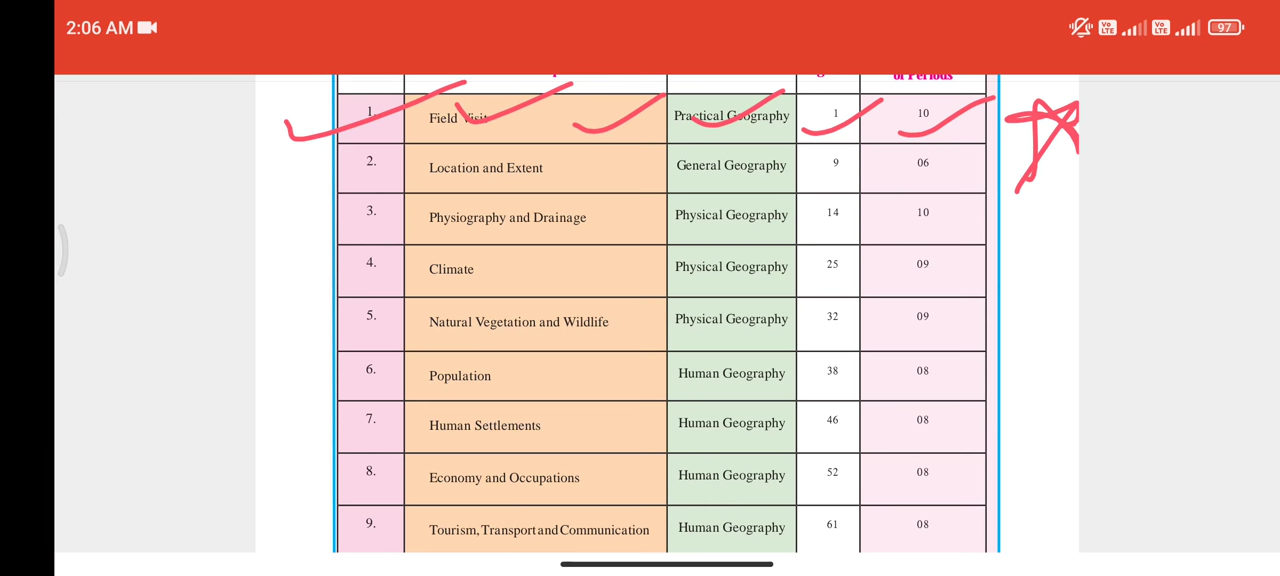 2:06 AM 97
of Periods
1. Field Visit Practical Geography 1 10
2. Location and Extent General Geography 9 06
3. Physiography and Drainage Physical Geography 14 10
4. Climate Physical Geography 25 09
5. Natural Vegetation and Wildlife Physical Geography 32 09
6. Population Human Geography 38 08
7. Human Settlements Human Geography 46 08
8. Economy and Occupations Human Geography 52 08
9. Tourism, Transport and Communication Human Geography 61 08